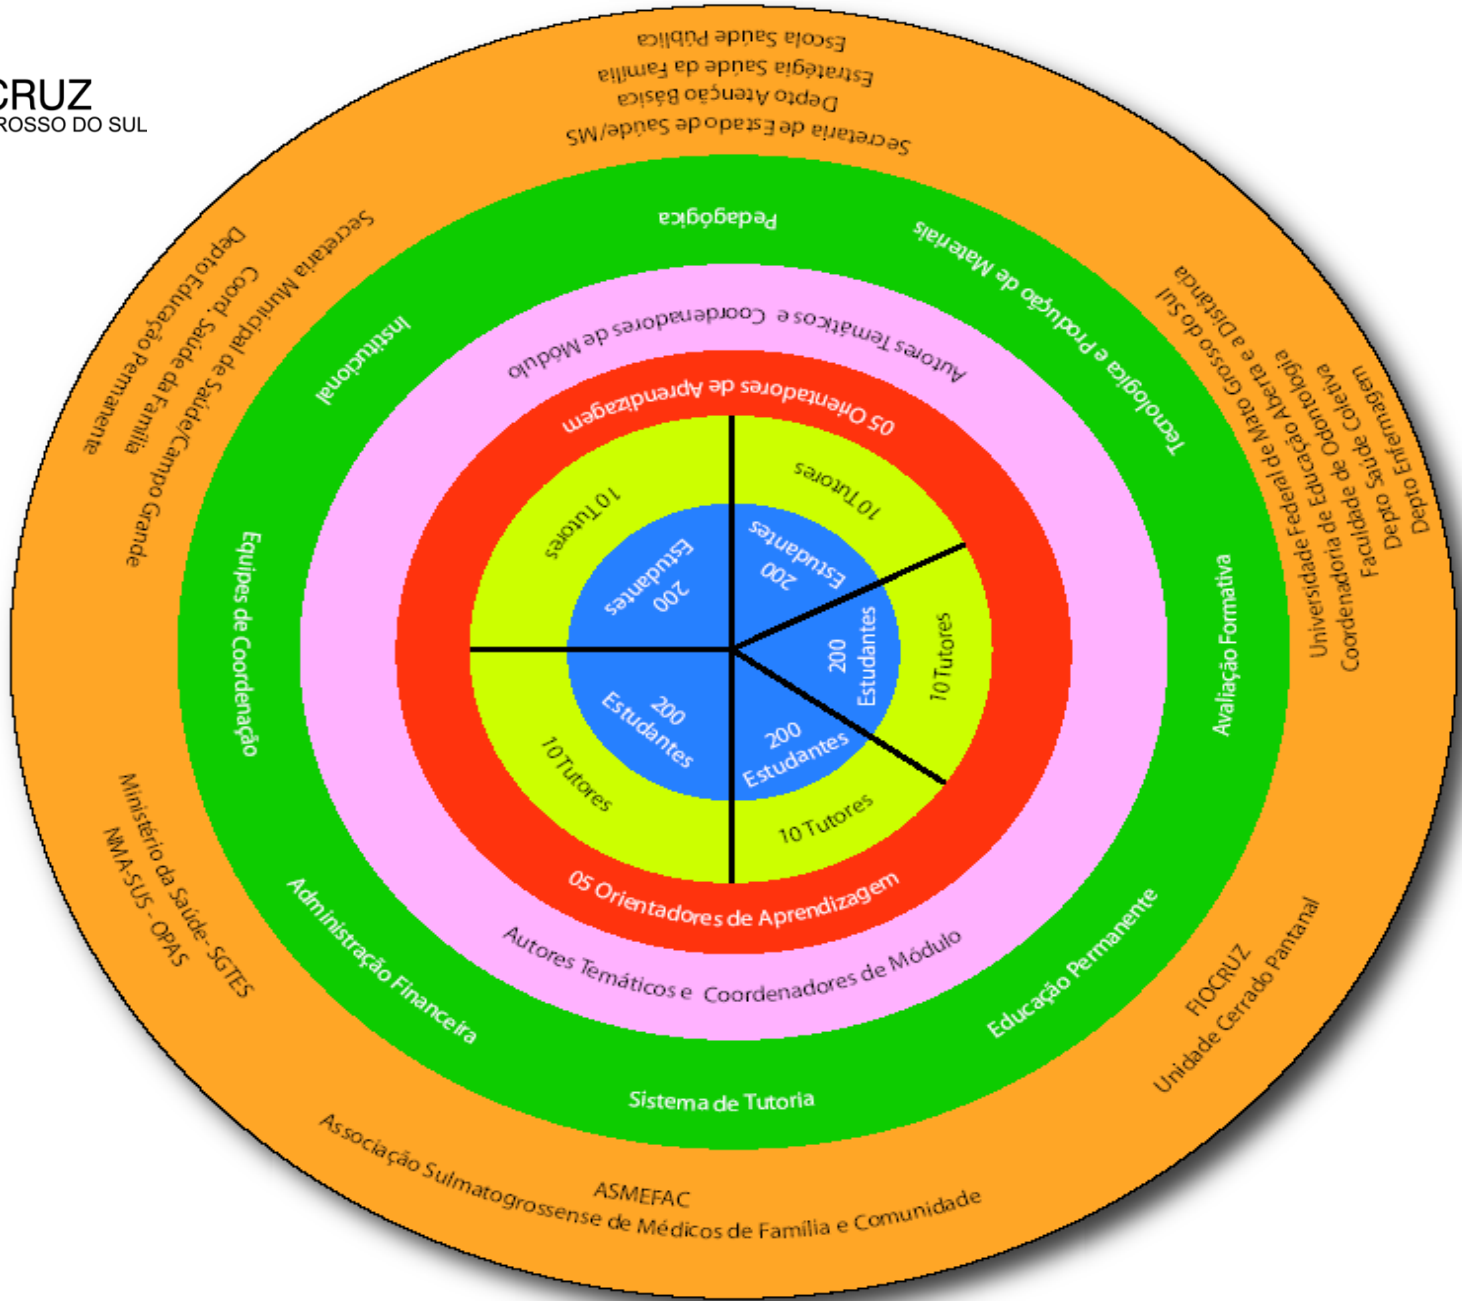 CRUZ
ROSSO DO SUL
Escola Saúde Pública
Estratégia Saúde da Família
Depto Atenção Básica
Secretaria de Estado de Saúde/MS
Secretaria Municipal de Saúde/Campo Grande
Coord. Saúde da Família
Depto Educação Permanente
Universidade Federal de Mato Grosso do Sul
Coordenadoria de Educação Aberta e a Distancia
Faculdade de Odontologia
Depto Saúde Coletiva
Depto Enfernagem
Ministério da Saúde - SGTES
NMA-SUS - OPAS
FIOCRUZ
Unidade Cerrado Pantanal
ASMEFAC
Associação Sulmatogrossense de Médicos de Família e Comunidade
Pedagógica
Tecnologica e Produção de Materiais
Institucional
Equipes de Coordenação
Avaliação Formativa
Administração Financeira
Sistema de Tutoria
Educação Permanente
Autores Temáticos e Coordenadores de Módulo
Autores Temáticos e Coordenadores de Módulo
05 Orientadores de Aprendizagem
05 Orientadores de Aprendizagem
10 Tutores
10 Tutores
10 Tutores
10 Tutores
10 Tutores
200
Estudantes
200
Estudantes
200
Estudantes
200
Estudantes
200
Estudantes